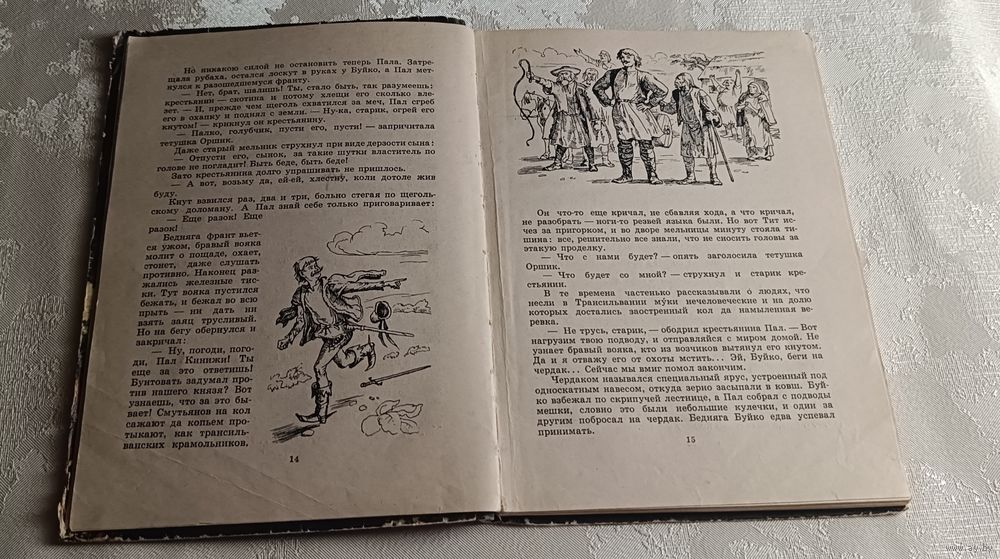 Но никакою силой не остановить теперь Пала. Затре-
щала рубаха, остался лоскут в руках у Буйко, а Пал мет-
нулся к разошедшемуся франту.
— Нет, брат, шалишь! Ты, стало быть, так разумеешь:
крестьянин — скотина и потому хлещи его сколько вле-
зет. — И, прежде чем щеголь схватился за меч, Пал сгреб
его в охапку и поднял с земли. — Ну-ка, старик, огрей его
кнутом! — крикнул он крестьянину.
— Палко, голубчик, пусти его, пусти! — запричитала
тетушка Оршик.
Даже старый мельник струхнул при виде дерзости сына:
— Отпусти его, сынок, за такие шутки властитель по
голове не погладит! Быть беде, быть беде!
Зато крестьянина долго упрашивать не пришлось.
— А вот, возьму да, ей-ей, хлестну, коли дотоле жив
буду.
Кнут взвился раз, два и три, больно стегая по щеголь-
скому доломану. А Пал знай себе только приговаривает:
— Еще разок! Еще
разок!
Бедняга франт вьет-
ся ужом, бравый вояка
молит о пощаде, охает,
стонет, даже слушать
противно. Наконец раз-
жались железные тис-
ки. Тут вояка пустился
бежать, и бежал во всю
прыть — ни дать ни
взять заяц трусливый.
Но на бегу обернулся и
закричал:
— Ну, погоди, пого-
ди, Пал Кинижи! Ты
еще за это ответишь!
Бунтовать задумал про-
тив нашего князя? Вот
узнаешь, что за это бы-
вает! Смутьянов на кол
сажают да копьем про-
тыкают, как трансиль-
ванских крамольников,
14
Он что-то еще кричал, не сбавляя хода, а что кричал,
не разобрать — ноги-то резвей языка были. Но вот Тит ис-
чез за пригорком, и во дворе мельницы минуту стояла ти-
шина: все, решительно все знали, что не сносить головы за
этакую проделку.
— Что с нами будет? — опять заголосила тетушка
Оршик.
— Что будет со мной? — струхнул и старик кре-
стьянин.
В те времена частенько рассказывали о людях, что
несли в Трансильвании му́ки нечеловеческие и на долю
которых достались заостренный кол да намыленная ве-
ревка.
— Не трусь, старик, — ободрил крестьянина Пал. — Вот
нагрузим твою подводу, и отправляйся с миром домой. Не
узнает бравый вояка, кто из возчиков вытянул его кнутом.
Да и я отважу его от охоты мстить... Эй, Буйко, беги на
чердак... Сейчас мы вмиг помол закончим.
Чердаком назывался специальный ярус, устроенный под
односкатным навесом, откуда зерно засыпали в ковш. Буй-
ко взбежал по скрипучей лестнице, а Пал собрал с подводы
мешки, словно это были небольшие кулечки, и один за
другим побросал на чердак. Бедняга Буйко едва успевал
принимать.
15
www.ay.by